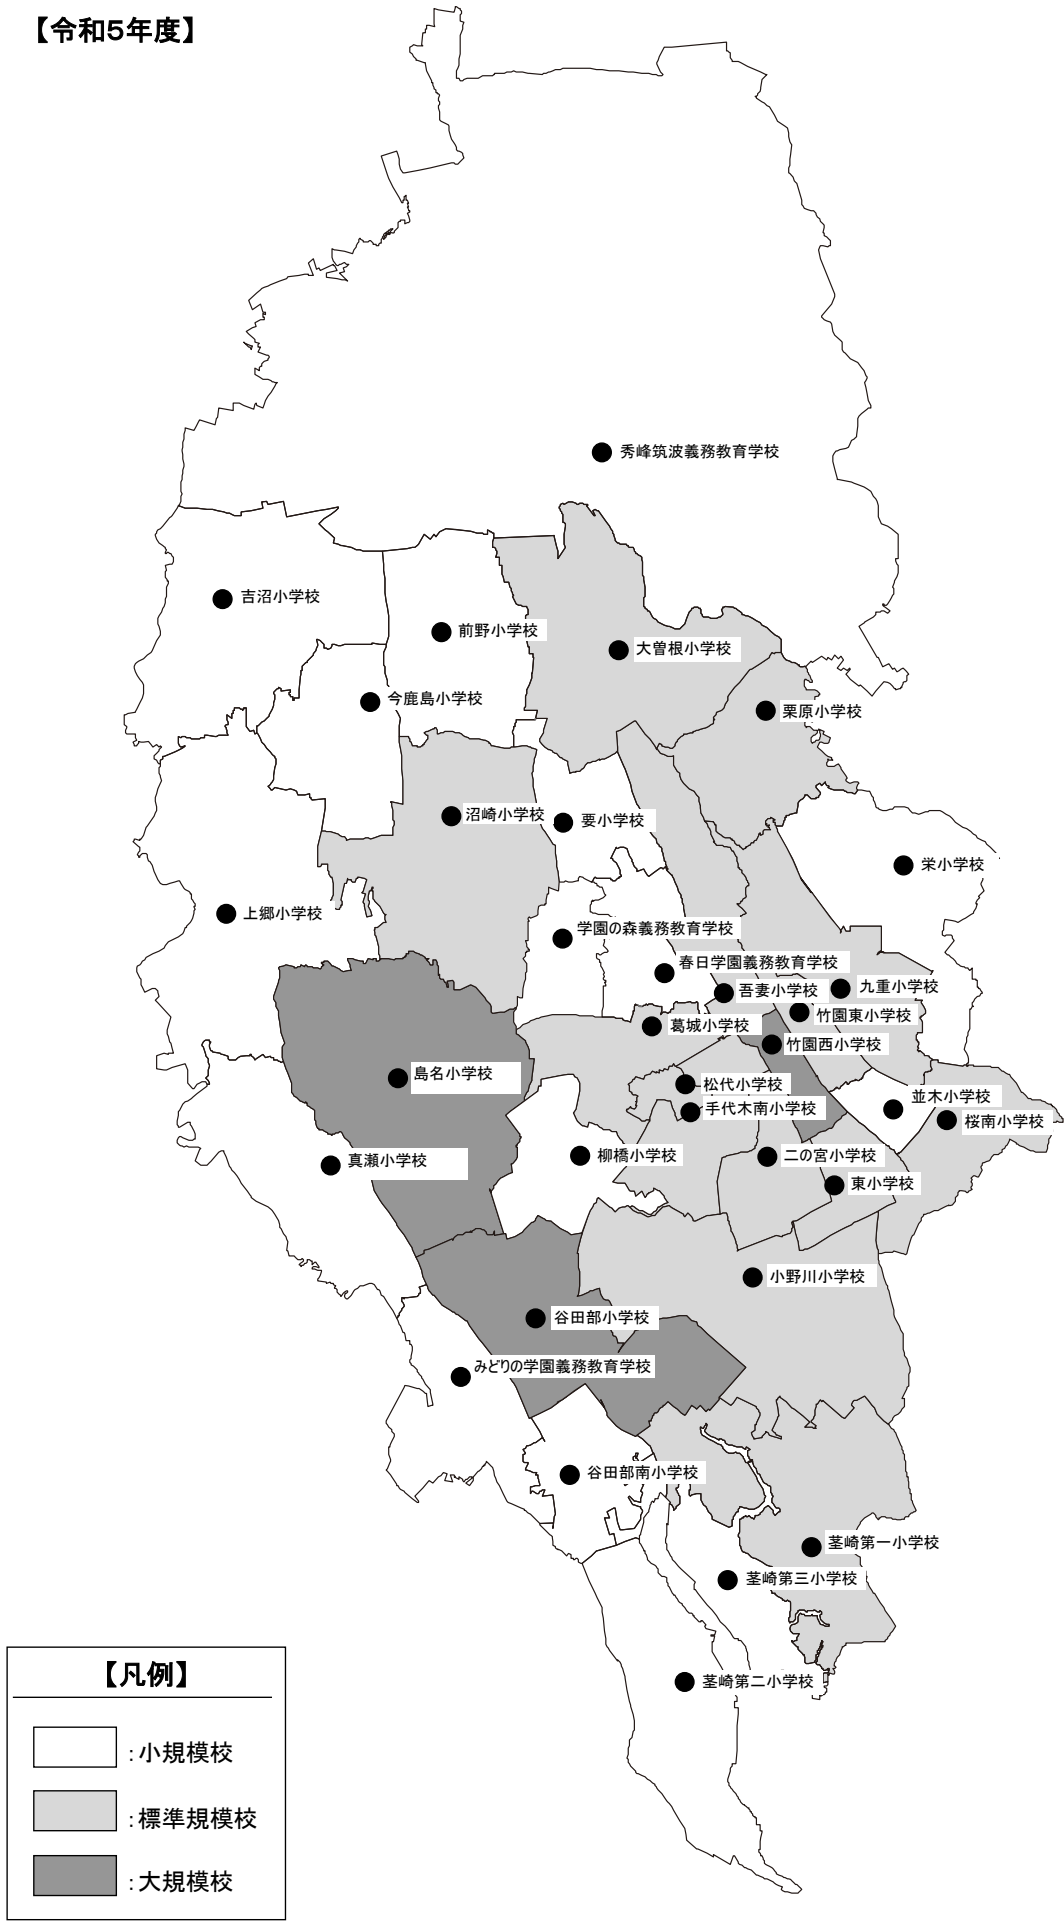 【令和5年度】
秀峰筑波義務教育学校
吉沼小学校
前野小学校
大曽根小学校
今鹿島小学校
栗原小学校
沼崎小学校
要小学校
栄小学校
上郷小学校
学園の森義務教育学校
春日学園義務教育学校
吾妻小学校
九重小学校
竹園東小学校
葛城小学校
竹園西小学校
島名小学校
松代小学校
手代木南小学校
並木小学校
桜南小学校
真瀬小学校
柳橋小学校
二の宮小学校
東小学校
小野川小学校
谷田部小学校
みどりの学園義務教育学校
谷田部南小学校
茎崎第一小学校
茎崎第三小学校
茎崎第二小学校
【凡例】
:小規模校
:標準規模校
:大規模校